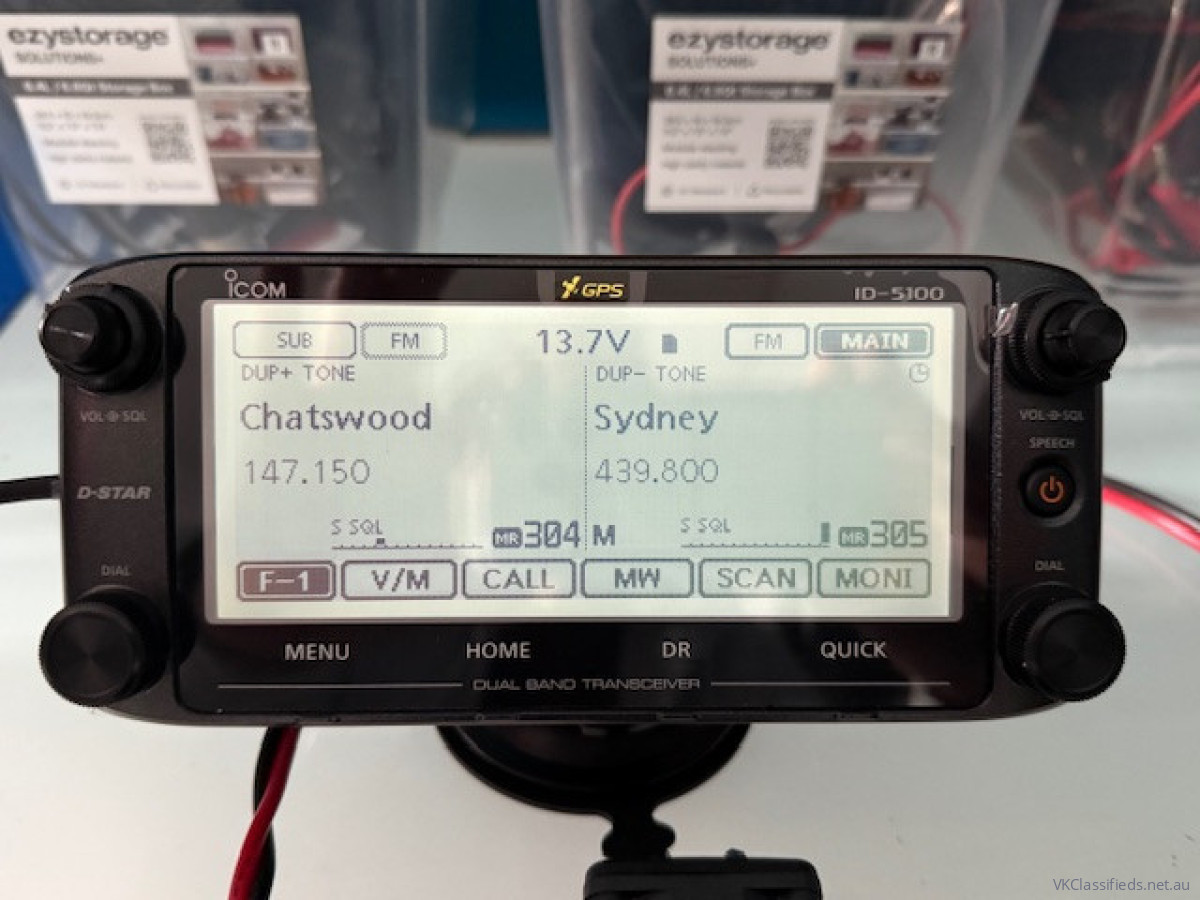 ezystorage
SOLUTIONS+
ezystorage
SOLUTIONS+
ICOM
GPS
ID-5100
SUB
FM
13.7V
FM
MAIN
DUP+ TONE
DUP- TONE
Chatswood
Sydney
147.150
439.800
S SQL
MR 304
M
S SQL
MR 305
F-1
V/M
CALL
MW
SCAN
MONI
VOL SQL
D-STAR
DIAL
VOL SQL
SPEECH
DIAL
MENU
HOME
DR
QUICK
DUAL BAND TRANSCEIVER
VKClassifieds.net.au